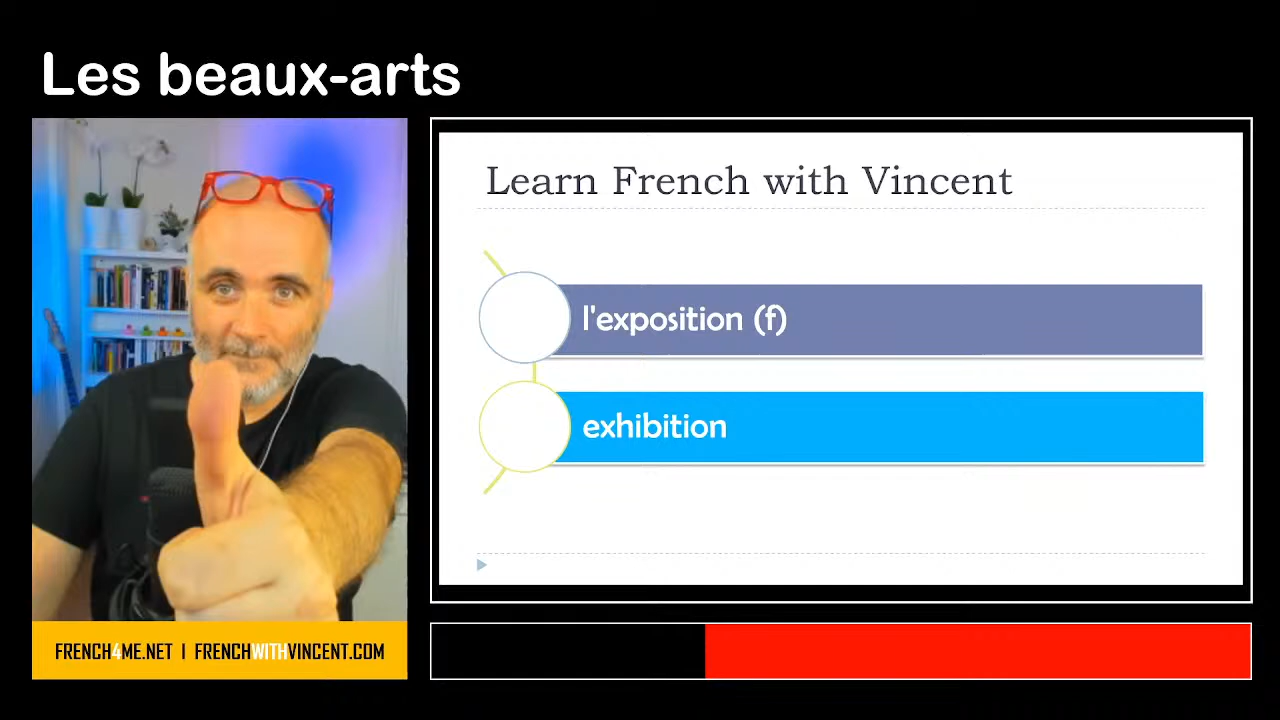 Les beaux-arts
Learn French with Vincent
l'exposition (f)
exhibition
FRENCH4ME.NET I FRENCHWITHVINCENT.COM